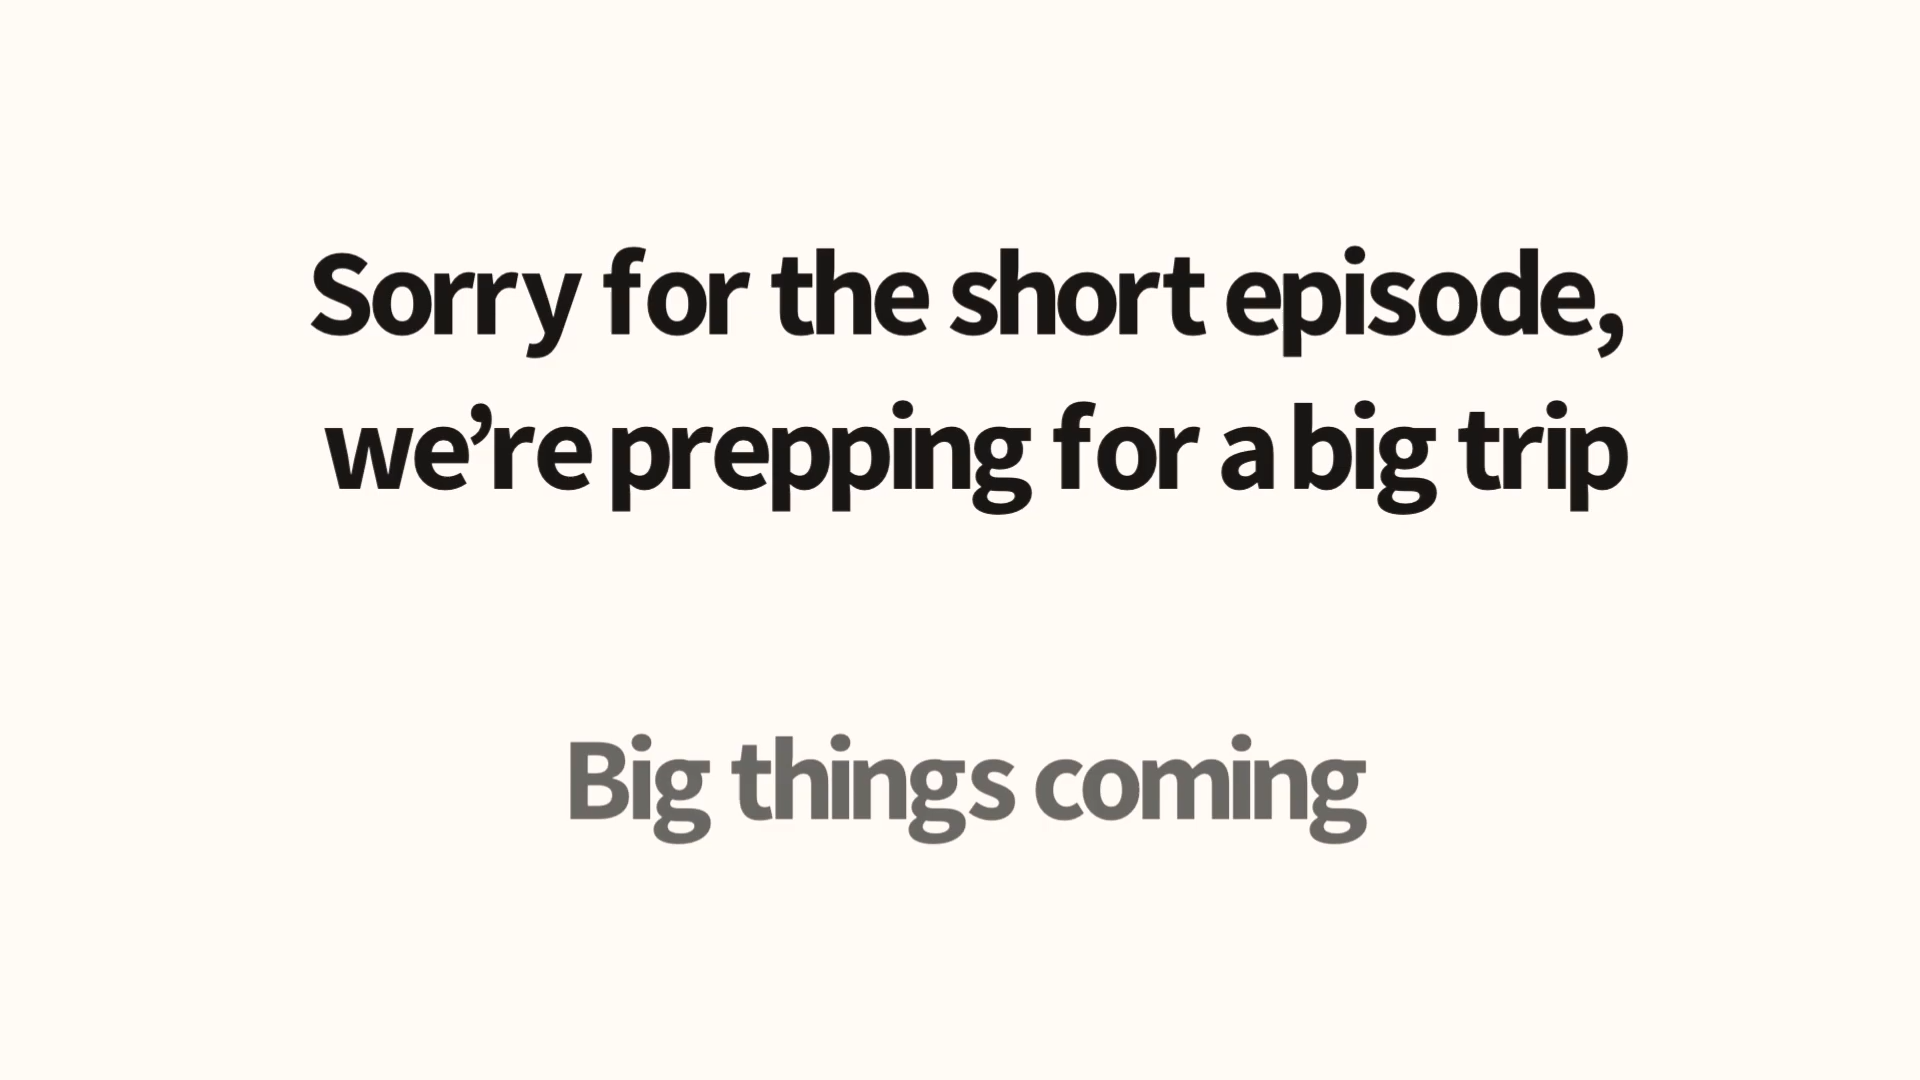 Sorry for the short episode,
we’re prepping for a big trip
Big things coming